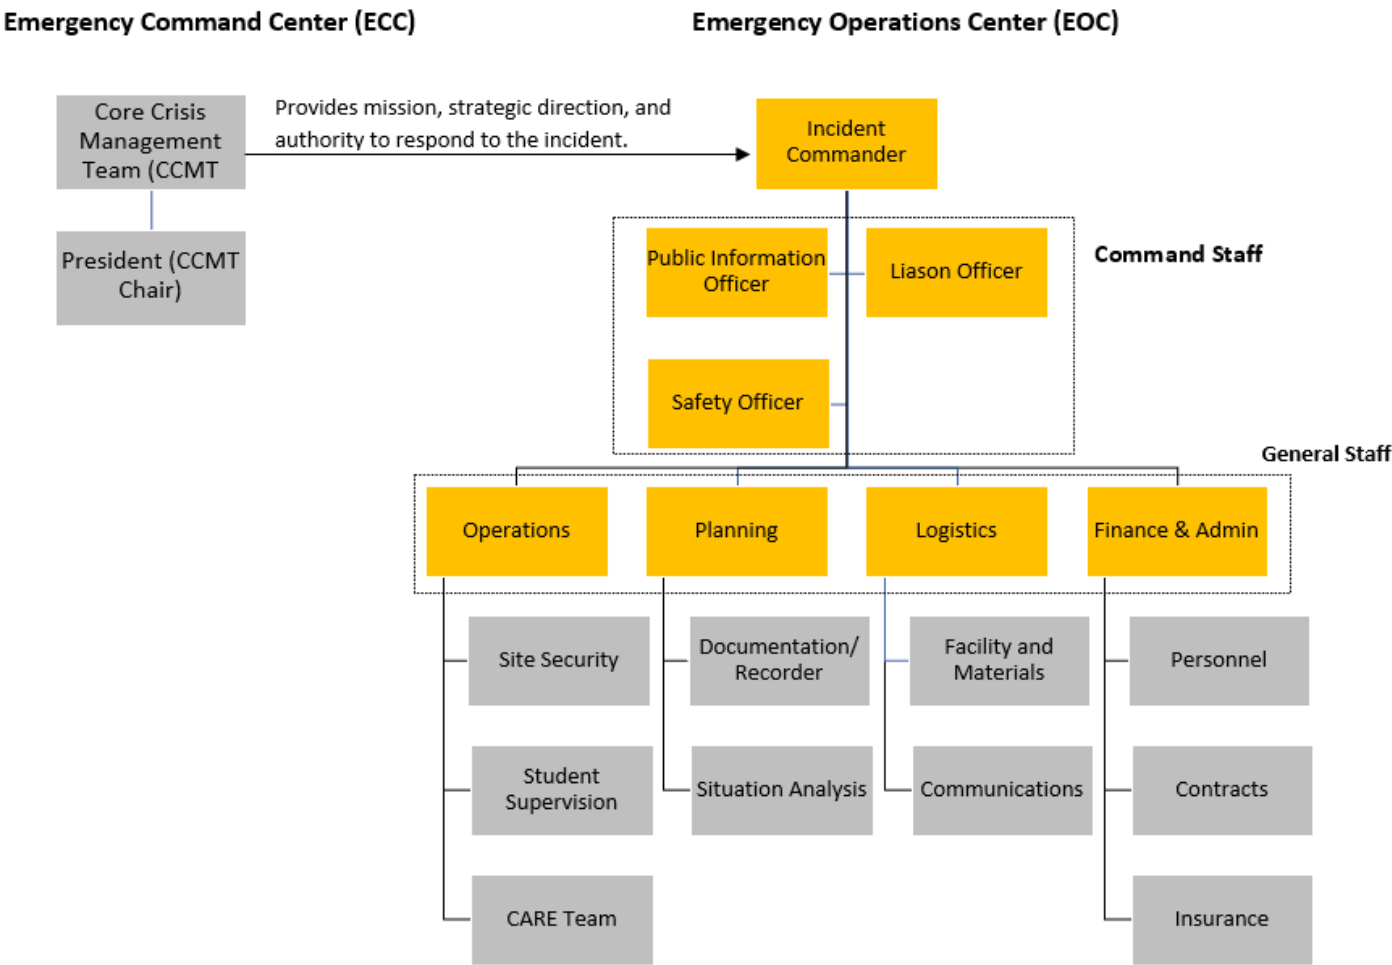 Emergency Command Center (ECC)
Emergency Operations Center (EOC)
Core Crisis
Management
Team (CCMT
Provides mission, strategic direction, and
authority to respond to the incident.
Incident
Commander
President (CCMT
Chair)
Public Information
Officer
Liason Officer
Command Staff
Safety Officer
General Staff
Operations
Planning
Logistics
Finance & Admin
Site Security
Documentation/
Recorder
Facility and
Materials
Personnel
Student
Supervision
Situation Analysis
Communications
Contracts
CARE Team
Insurance